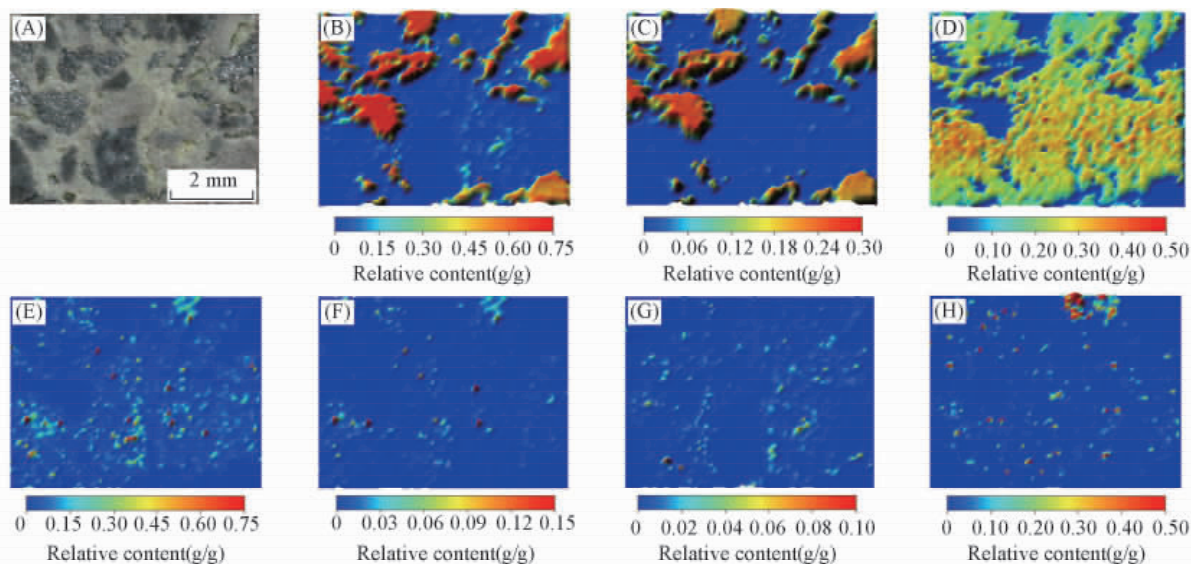 (A)
2 mm
(B)
(C)
(D)
0 0.15 0.30 0.45 0.60 0.75
Relative content(g/g)
0 0.06 0.12 0.18 0.24 0.30
Relative content(g/g)
0 0.10 0.20 0.30 0.40 0.50
Relative content(g/g)
(E)
(F)
(G)
(H)
0 0.15 0.30 0.45 0.60 0.75
Relative content(g/g)
0 0.03 0.06 0.09 0.12 0.15
Relative content(g/g)
0 0.02 0.04 0.06 0.08 0.10
Relative content(g/g)
0 0.10 0.20 0.30 0.40 0.50
Relative content(g/g)